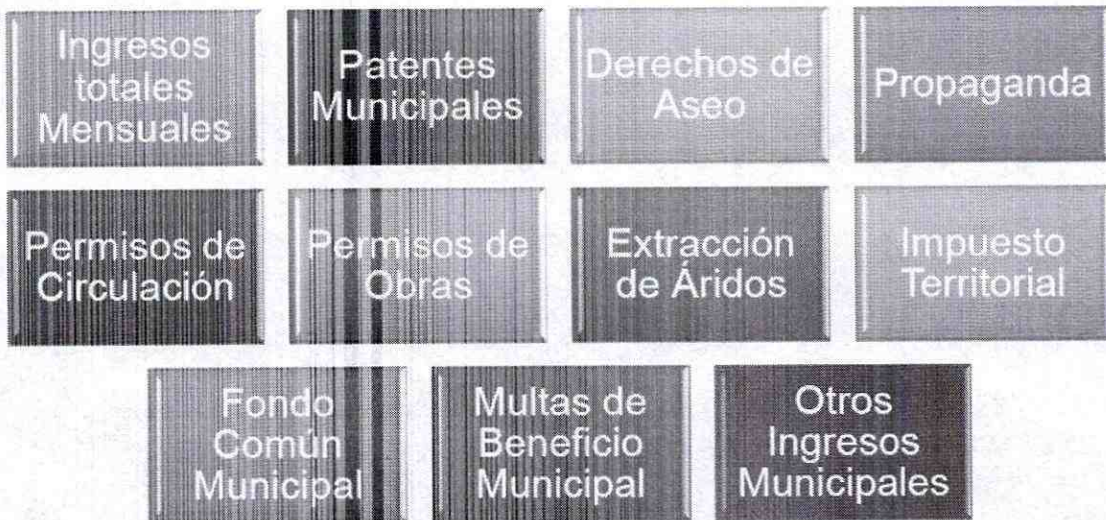 Ingresos
totales
Mensuales
Patentes
Municipales
Derechos de
Aseo
Propaganda
Permisos de
Circulación
Permisos de
Obras
Extracción
de Áridos
Impuesto
Territorial
Fondo
Común
Municipal
Multas de
Beneficio
Municipal
Otros
Ingresos
Municipales